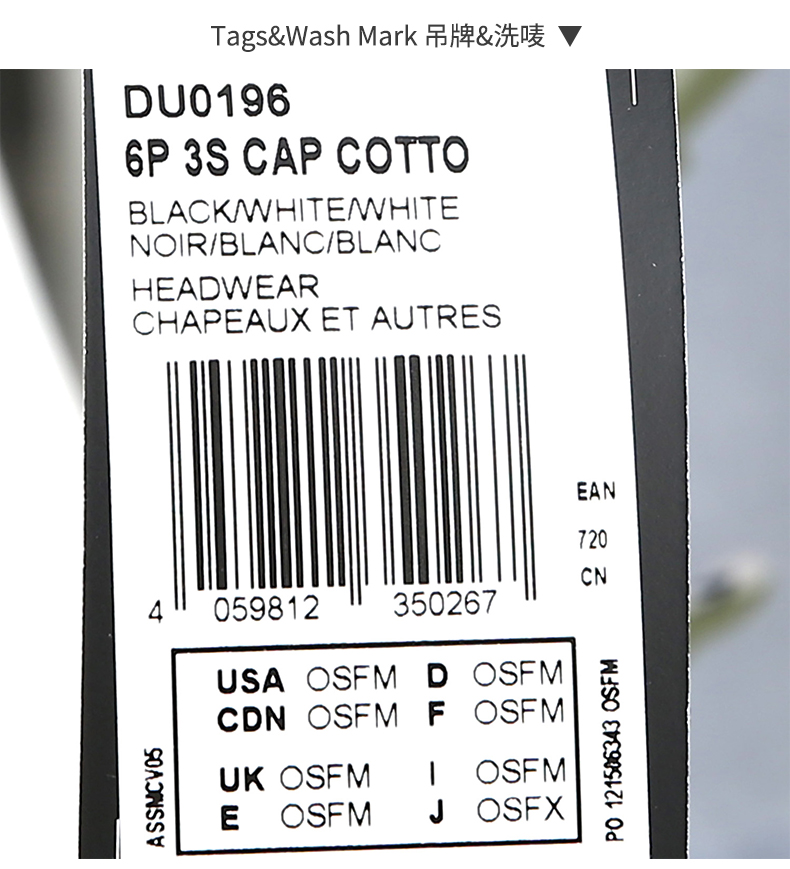 Tags&Wash Mark 吊牌&洗唛 ▼
DU0196
6P 3S CAP COTTO
BLACK/WHITE/WHITE
NOIR/BLANC/BLANC
HEADWEAR
CHAPEAUX ET AUTRES
EAN
720
CN
4 059812 350267
USA OSFM D OSFM
CDN OSFM F OSFM
UK OSFM I OSFM
E OSFM J OSFX
ASSMCV05
PO 121586343 OSFM